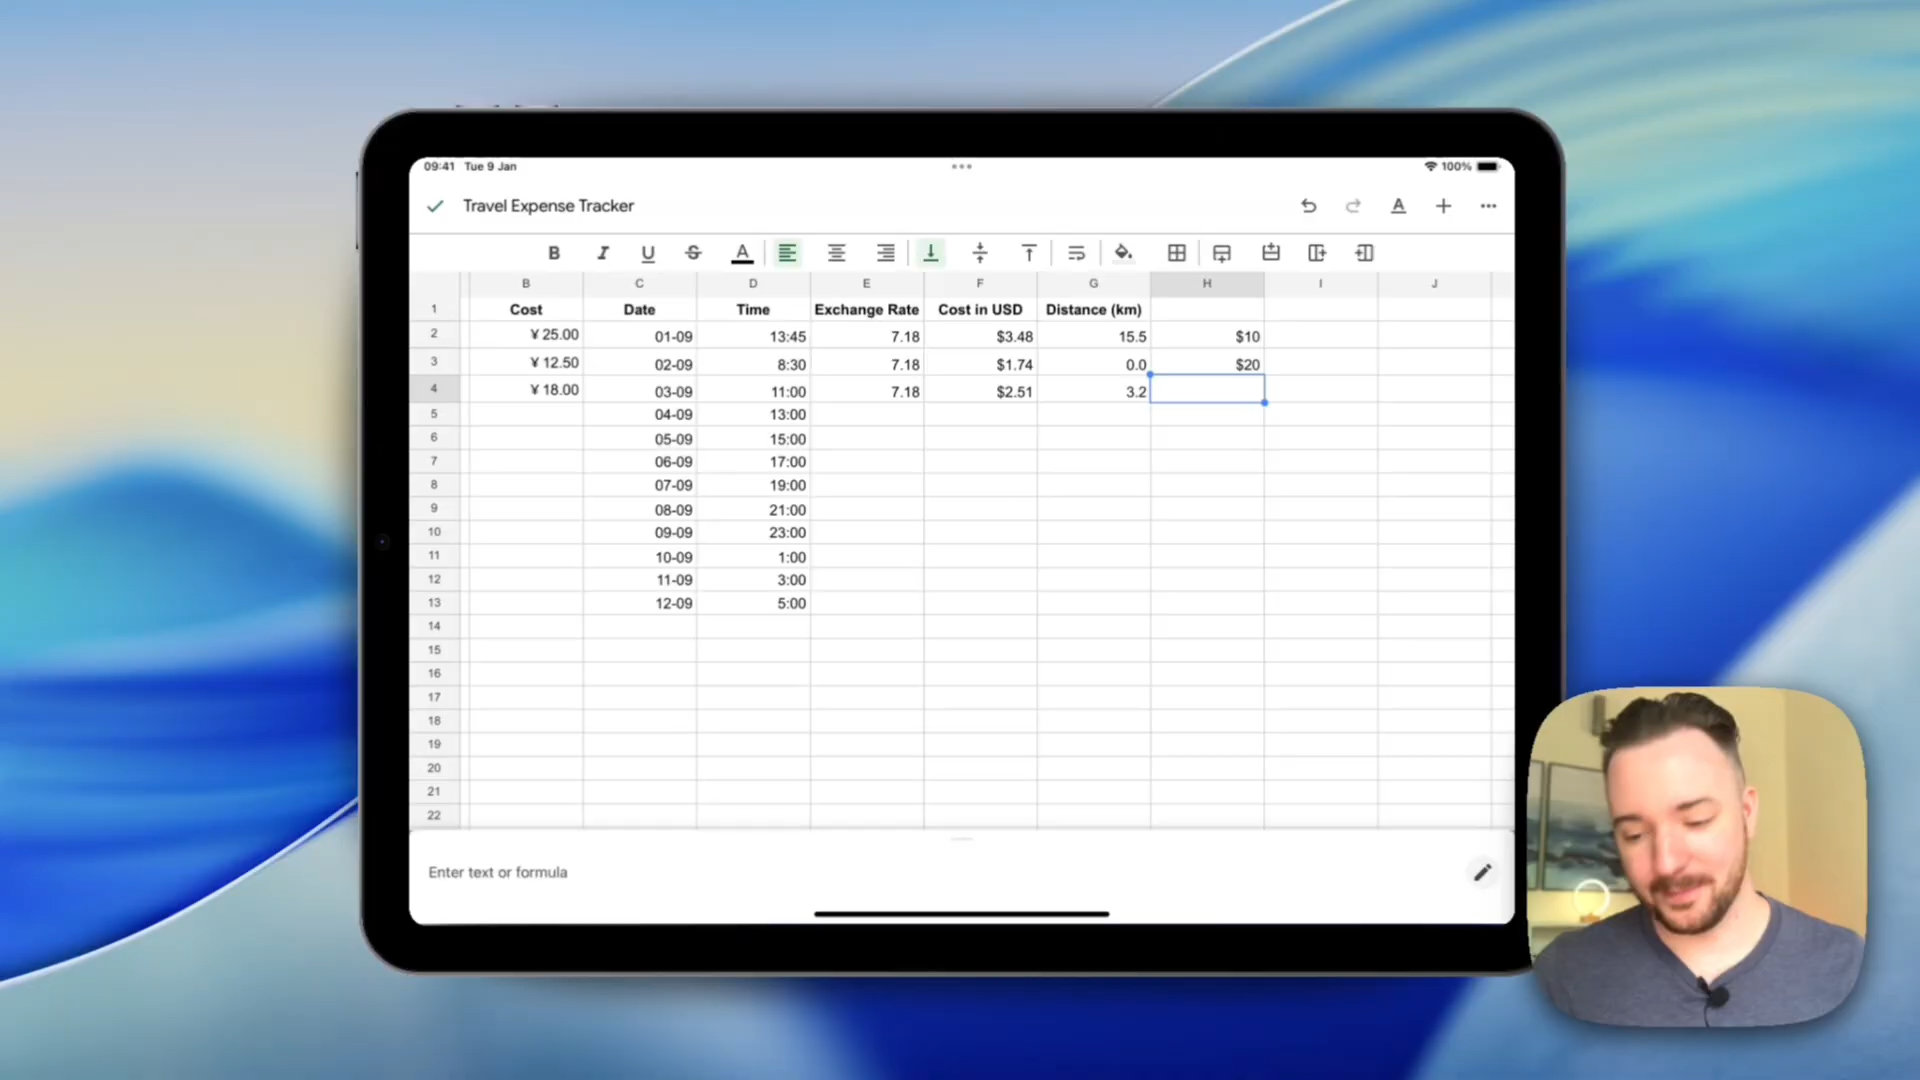 09:41 Tue 9 Jan 100%
Travel Expense Tracker
B I U S A
B C D E F G H I J
1 Cost Date Time Exchange Rate Cost in USD Distance (km)
2 ¥ 25.00 01-09 13:45 7.18 $3.48 15.5 $10
3 ¥ 12.50 02-09 8:30 7.18 $1.74 0.0 $20
4 ¥ 18.00 03-09 11:00 7.18 $2.51 3.2
5 04-09 13:00
6 05-09 15:00
7 06-09 17:00
8 07-09 19:00
9 08-09 21:00
10 09-09 23:00
11 10-09 1:00
12 11-09 3:00
13 12-09 5:00
14
15
16
17
18
19
20
21
22
Enter text or formula